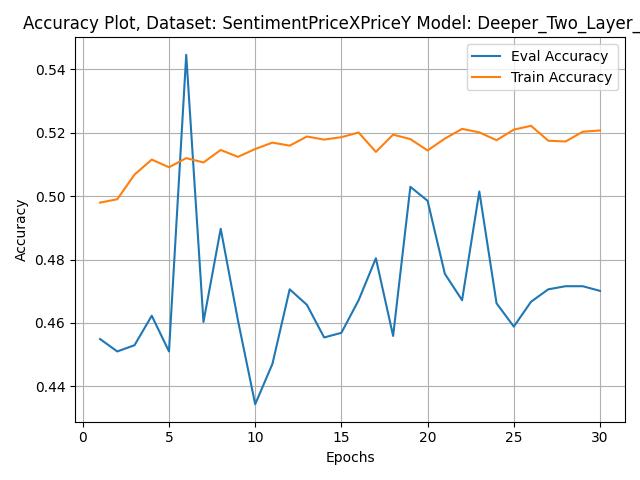 Accuracy Plot, Dataset: SentimentPriceXPriceY Model: Deeper_Two_Layer_
Eval Accuracy
Train Accuracy
0.54
0.52
0.50
0.48
0.46
0.44
Accuracy
0 5 10 15 20 25 30
Epochs